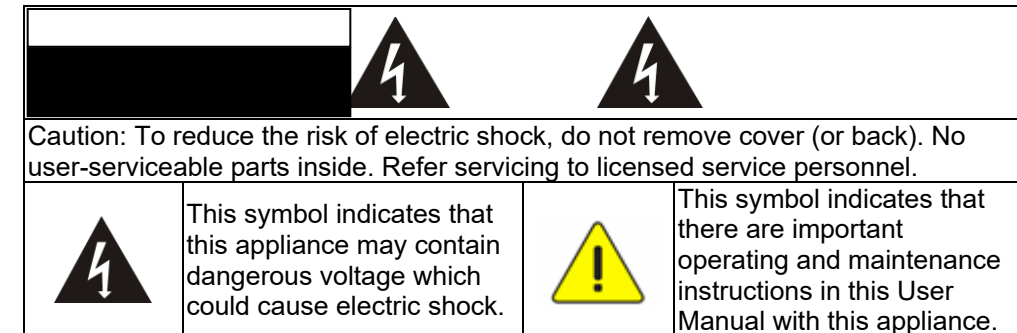 Caution: To reduce the risk of electric shock, do not remove cover (or back). No
user-serviceable parts inside. Refer servicing to licensed service personnel.
This symbol indicates that
this appliance may contain
dangerous voltage which
could cause electric shock.
This symbol indicates that
there are important
operating and maintenance
instructions in this User
Manual with this appliance.